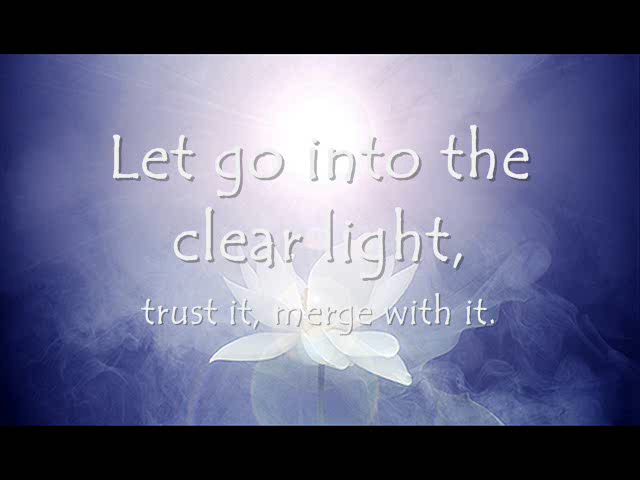 Let go into the
clear light,
trust it, merge with it.